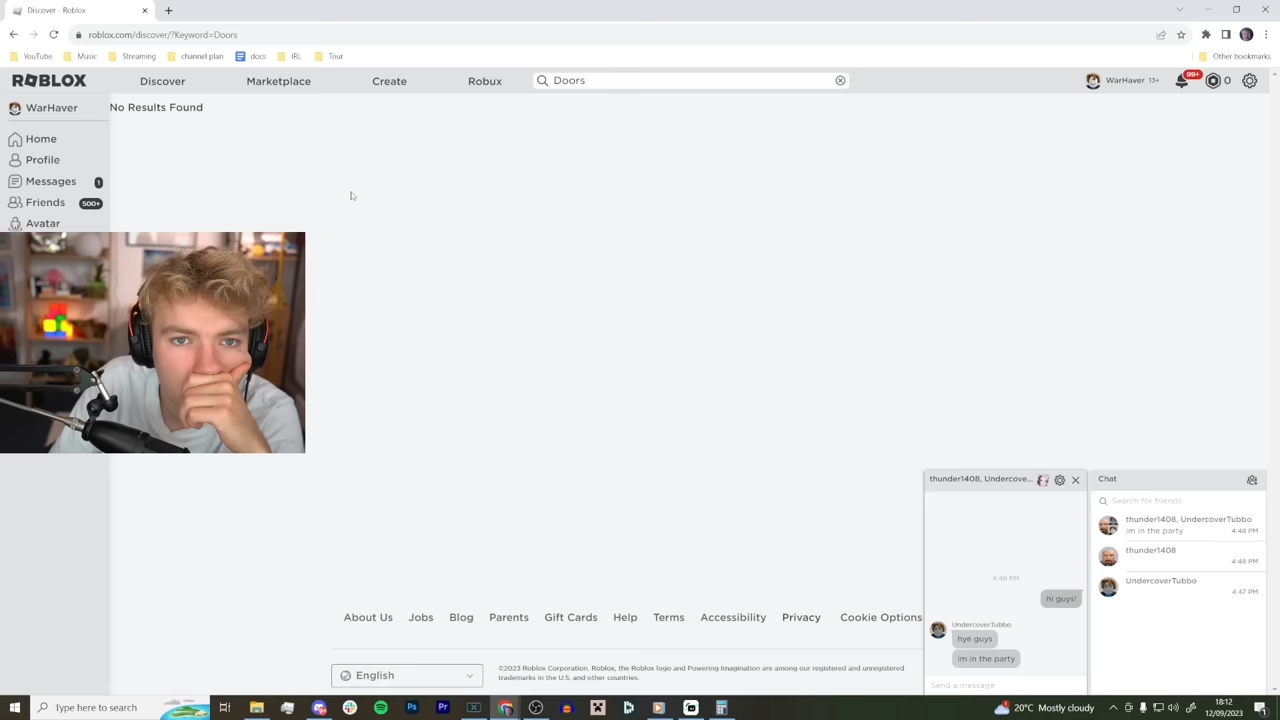 Discover - Roblox
roblox.com/discover/?Keyword=Doors
YouTube
Music
Streaming
channel plan
docs
IRL
Tour
Other bookmarks
ROBLOX
Discover
Marketplace
Create
Robux
Doors
WarHaver 13+
99+
0
WarHaver
No Results Found
Home
Profile
Messages
1
Friends
500+
Avatar
thunder1408, Undercove...
4:48 PM
hi guys!
UndercoverTubbo
hye guys
im in the party
Send a message
Chat
Search for friends
thunder1408, UndercoverTubbo
im in the party
4:48 PM
thunder1408
4:48 PM
UndercoverTubbo
4:47 PM
About Us
Jobs
Blog
Parents
Gift Cards
Help
Terms
Accessibility
Privacy
Cookie Options
English
©2023 Roblox Corporation. Roblox, the Roblox logo and Powering Imagination are among our registered and unregistered
trademarks in the U.S. and other countries.
Type here to search
20°C Mostly cloudy
18:12
12/09/2023
1